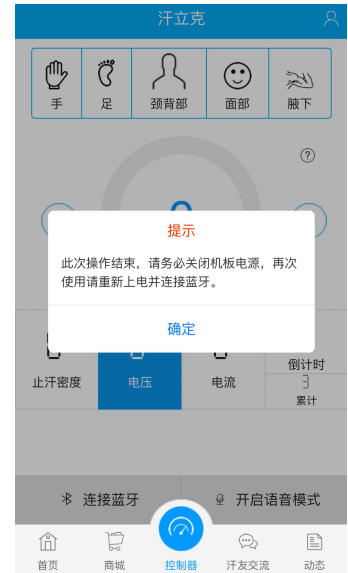 汗立克
手 足 颈背部 面部 腋下
?
提示
此次操作结束，请务必关闭机板电源，再次
使用请重新上电并连接蓝牙。
确定
止汗密度 电压 电流 倒计时
3
累计
连接蓝牙 开启语音模式
首页 商城 控制器 汗友交流 动态